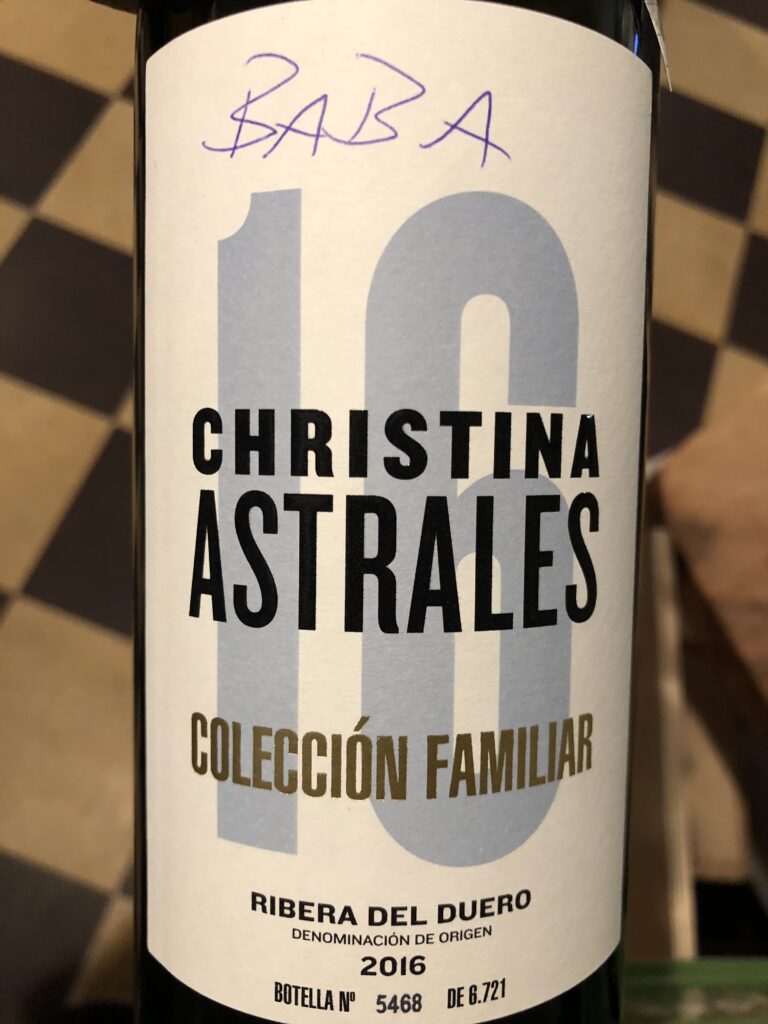 BABA
16
CHRISTINA
ASTRALES
COLECCIÓN FAMILIAR
RIBERA DEL DUERO
DENOMINACIÓN DE ORIGEN
2016
BOTELLA Nº 5468 DE 6.721